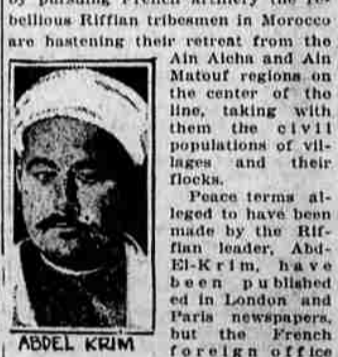 by pursuing French artillery the re-
bellious Riffian tribesmen in Morocco
are hastening their retreat from the
Ain Aicha and Ain
Matouf regions on
the center of the
line, taking with
them the civil
populations of vil-
lages and their
flocks.
Peace terms al-
leged to have been
made by the Rif-
fian leader, Abd-
El-Krim, have
been publish-
ed in London and
Paris newspapers,
but the French
foreign office
ABDEL KRIM